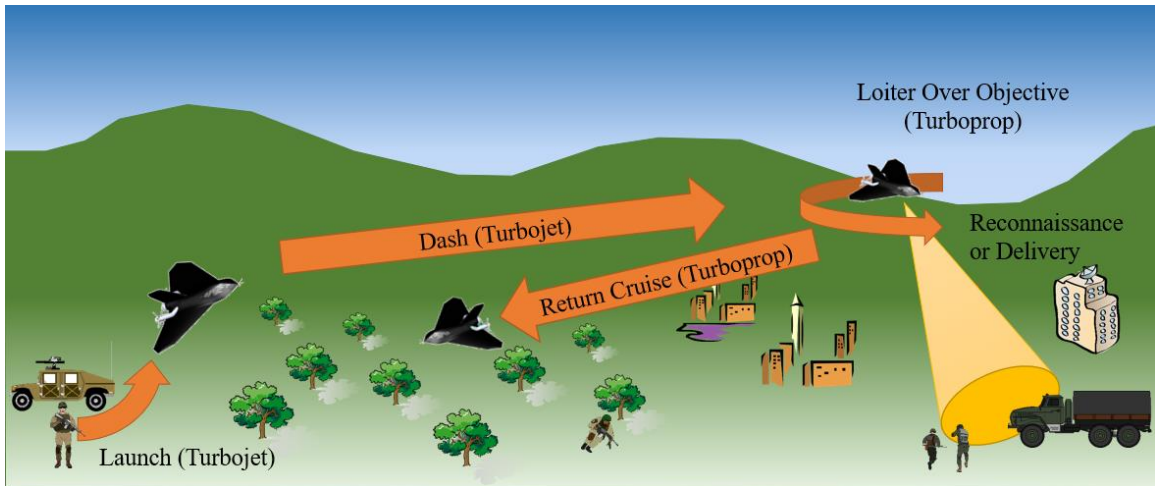 Loiter Over Objective
(Turboprop)
Dash (Turbojet)
Reconnaissance
or Delivery
Return Cruise (Turboprop)
Launch (Turbojet)